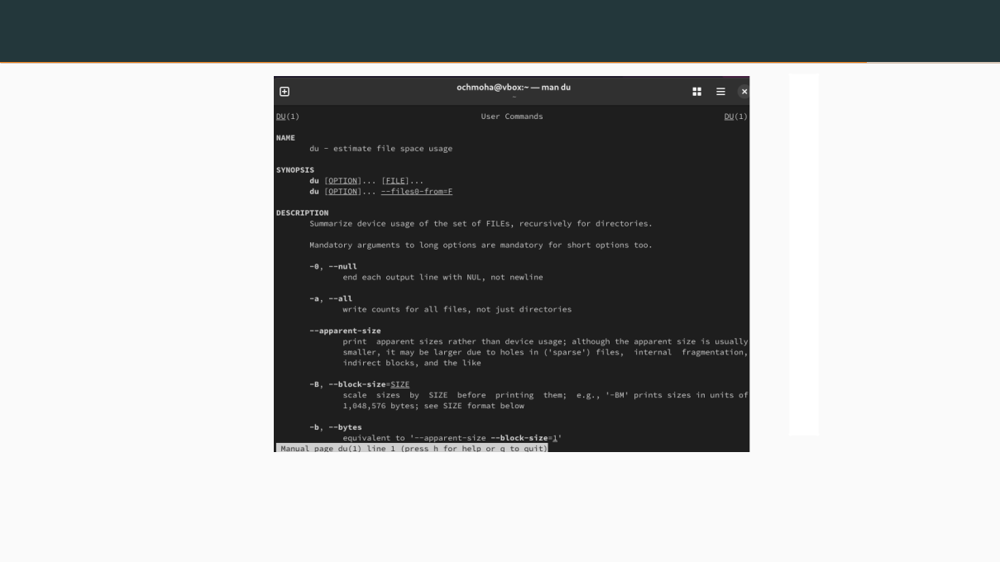 ochmoha@vbox:~ — man du
~
DU(1) User Commands DU(1)
NAME
du - estimate file space usage
SYNOPSIS
du [OPTION]... [FILE]...
du [OPTION]... --files0-from=F
DESCRIPTION
Summarize device usage of the set of FILEs, recursively for directories.
Mandatory arguments to long options are mandatory for short options too.
-0, --null
end each output line with NUL, not newline
-a, --all
write counts for all files, not just directories
--apparent-size
print apparent sizes rather than device usage; although the apparent size is usually
smaller, it may be larger due to holes in ('sparse') files, internal fragmentation,
indirect blocks, and the like
-B, --block-size=SIZE
scale sizes by SIZE before printing them; e.g., '-BM' prints sizes in units of
1,048,576 bytes; see SIZE format below
-b, --bytes
equivalent to '--apparent-size --block-size=1'
Manual page du(1) line 1 (press h for help or q to quit)